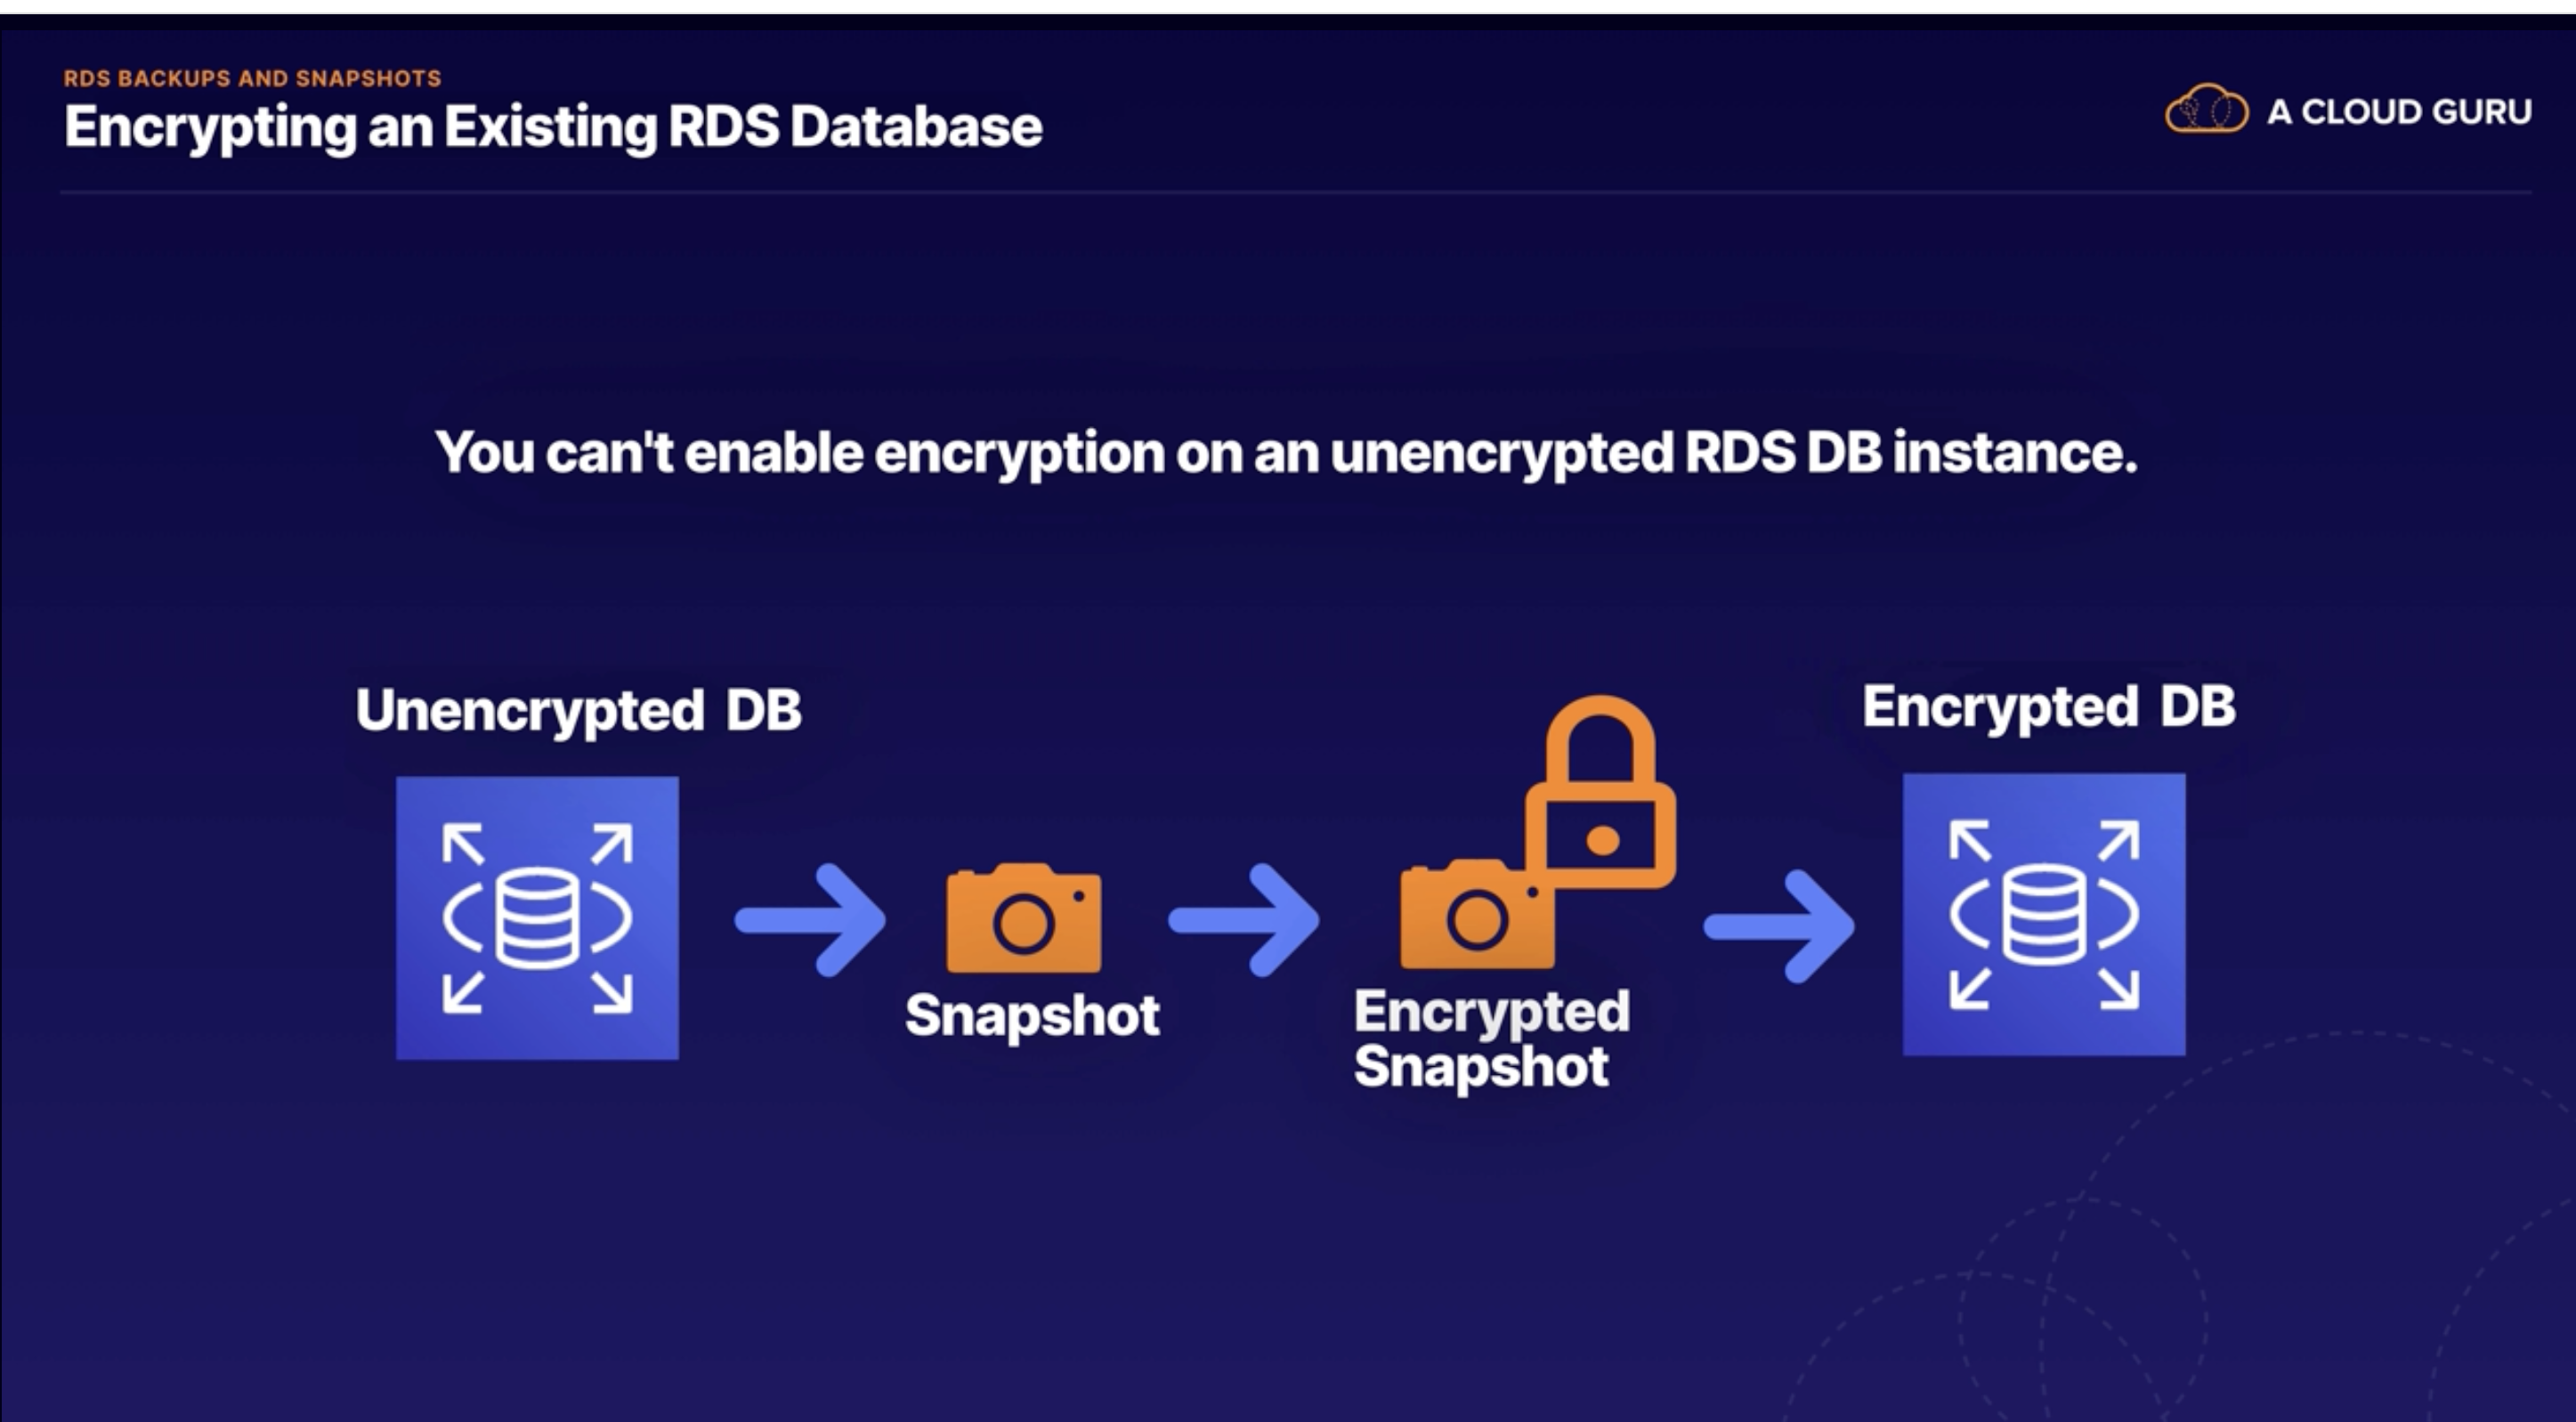 RDS BACKUPS AND SNAPSHOTS
Encrypting an Existing RDS Database
A CLOUD GURU
You can't enable encryption on an unencrypted RDS DB instance.
Unencrypted DB
Encrypted DB
Snapshot
Encrypted
Snapshot